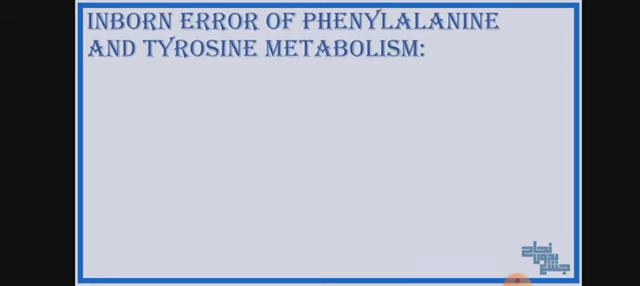 INBORN ERROR OF PHENYLALANINE
AND TYROSINE METABOLISM: